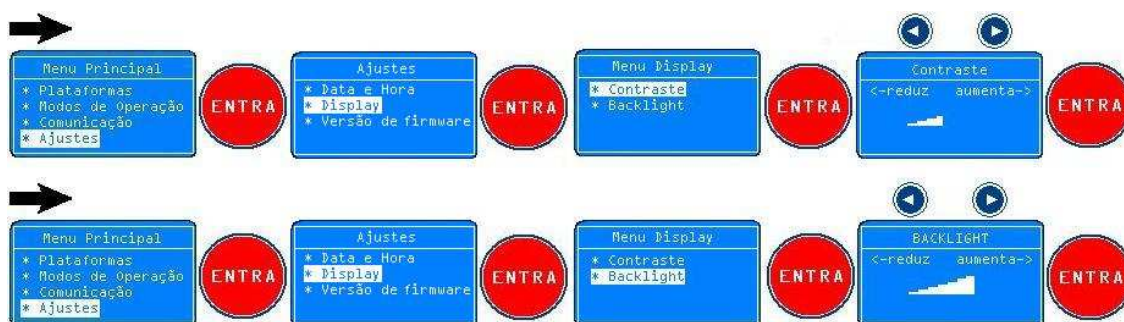 Menu Principal
* Plataformas
* Modos de Operação
* Comunicação
* Ajustes
ENTRA
Ajustes
* Data e Hora
* Display
* Versão de firmware
ENTRA
Menu Display
* Contraste
* Backlight
ENTRA
Contraste
<-reduz aumenta->
ENTRA
Menu Principal
* Plataformas
* Modos de Operação
* Comunicação
* Ajustes
ENTRA
Ajustes
* Data e Hora
* Display
* Versão de firmware
ENTRA
Menu Display
* Contraste
* Backlight
ENTRA
BACKLIGHT
<-reduz aumenta->
ENTRA